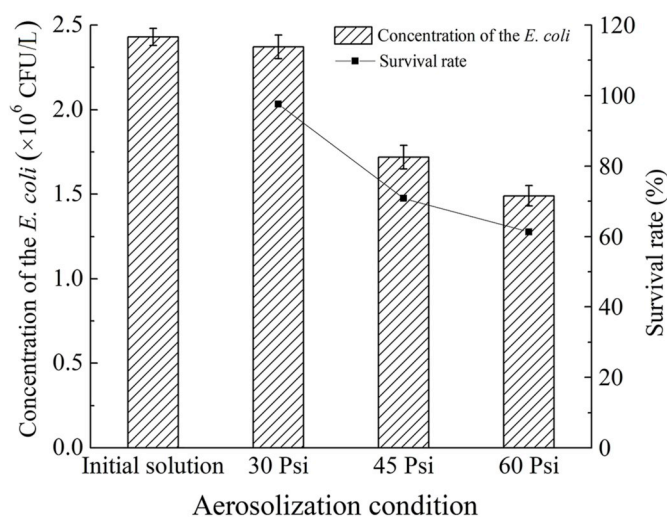 Concentration of the E. coli (×10⁶ CFU/L)
2.5
2.0
1.5
1.0
0.5
0.0
Concentration of the E. coli
Survival rate
120
100
80
60
40
20
0
Survival rate (%)
Initial solution 30 Psi 45 Psi 60 Psi
Aerosolization condition